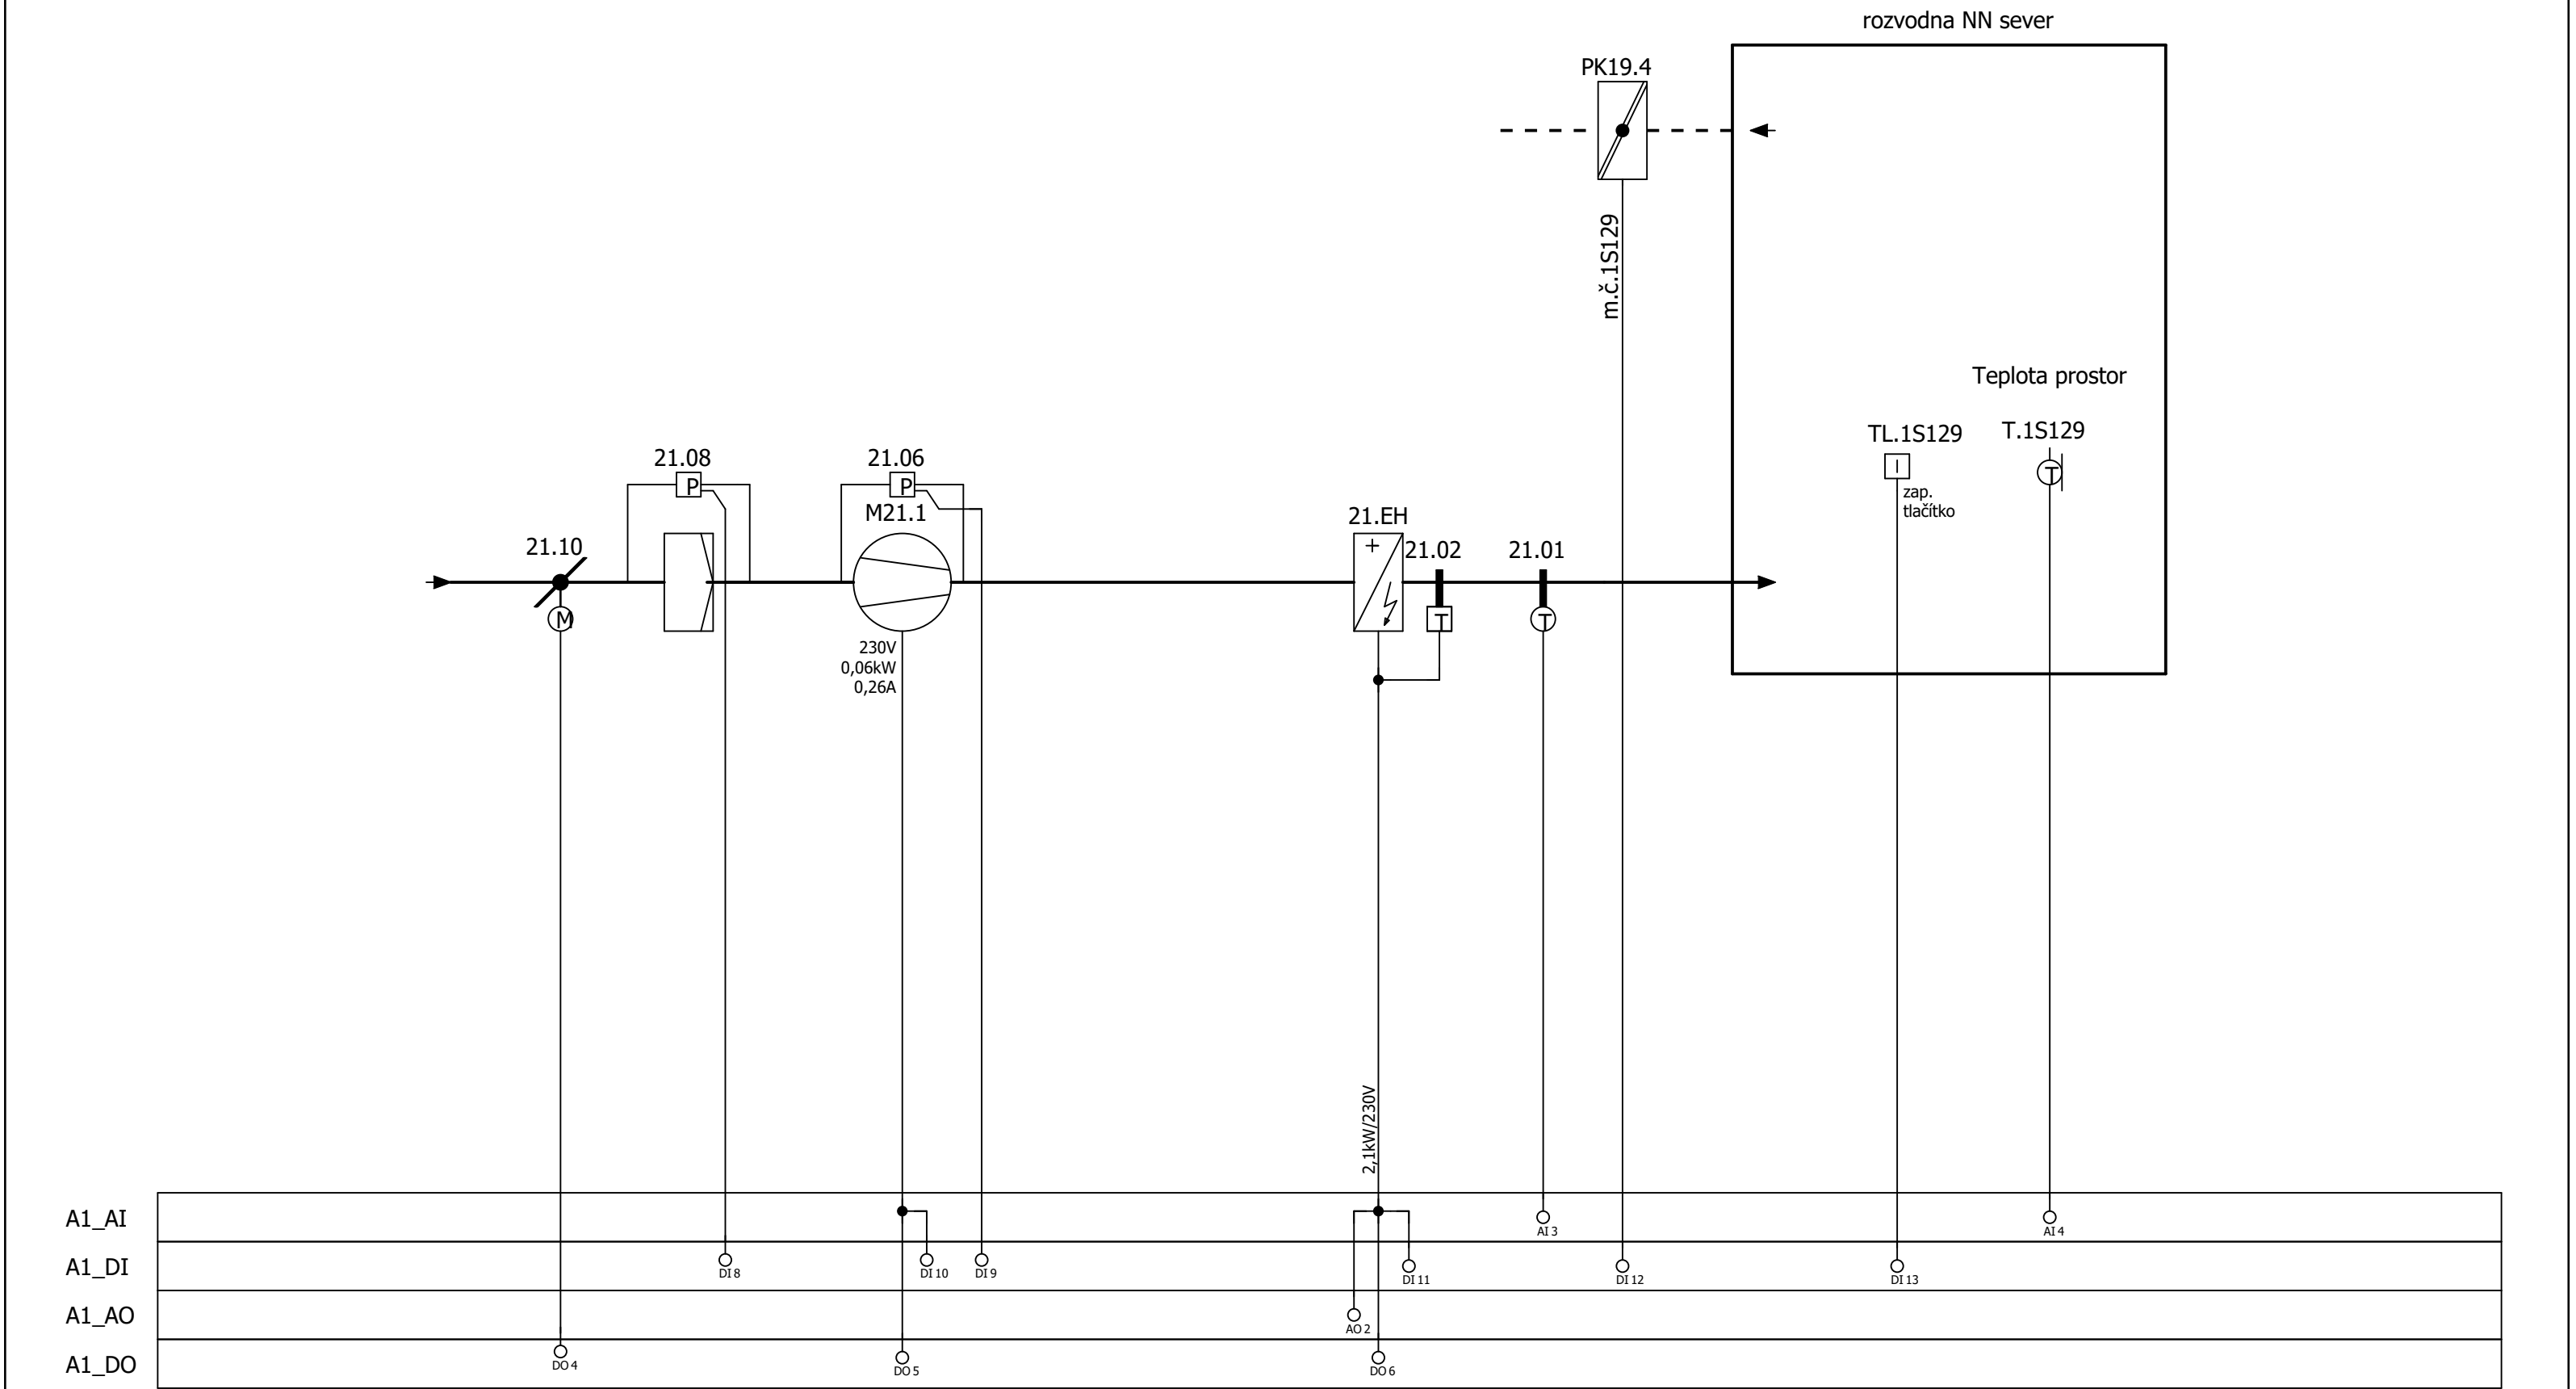 rozvodna NN sever
PK19.4
m.č.1S129
Teplota prostor
TL.1S129
T.1S129
I
T
zap.
tlačítko
21.08
P
21.06
P
M21.1
21.10
M
21.EH
+
21.02
T
21.01
T
230V
0,06kW
0,26A
2,1kW/230V
A1_AI
AI 3
AI 4
A1_DI
DI 8
DI 10
DI 9
DI 11
DI 12
DI 13
A1_AO
AO 2
A1_DO
DO 4
DO 5
DO 6